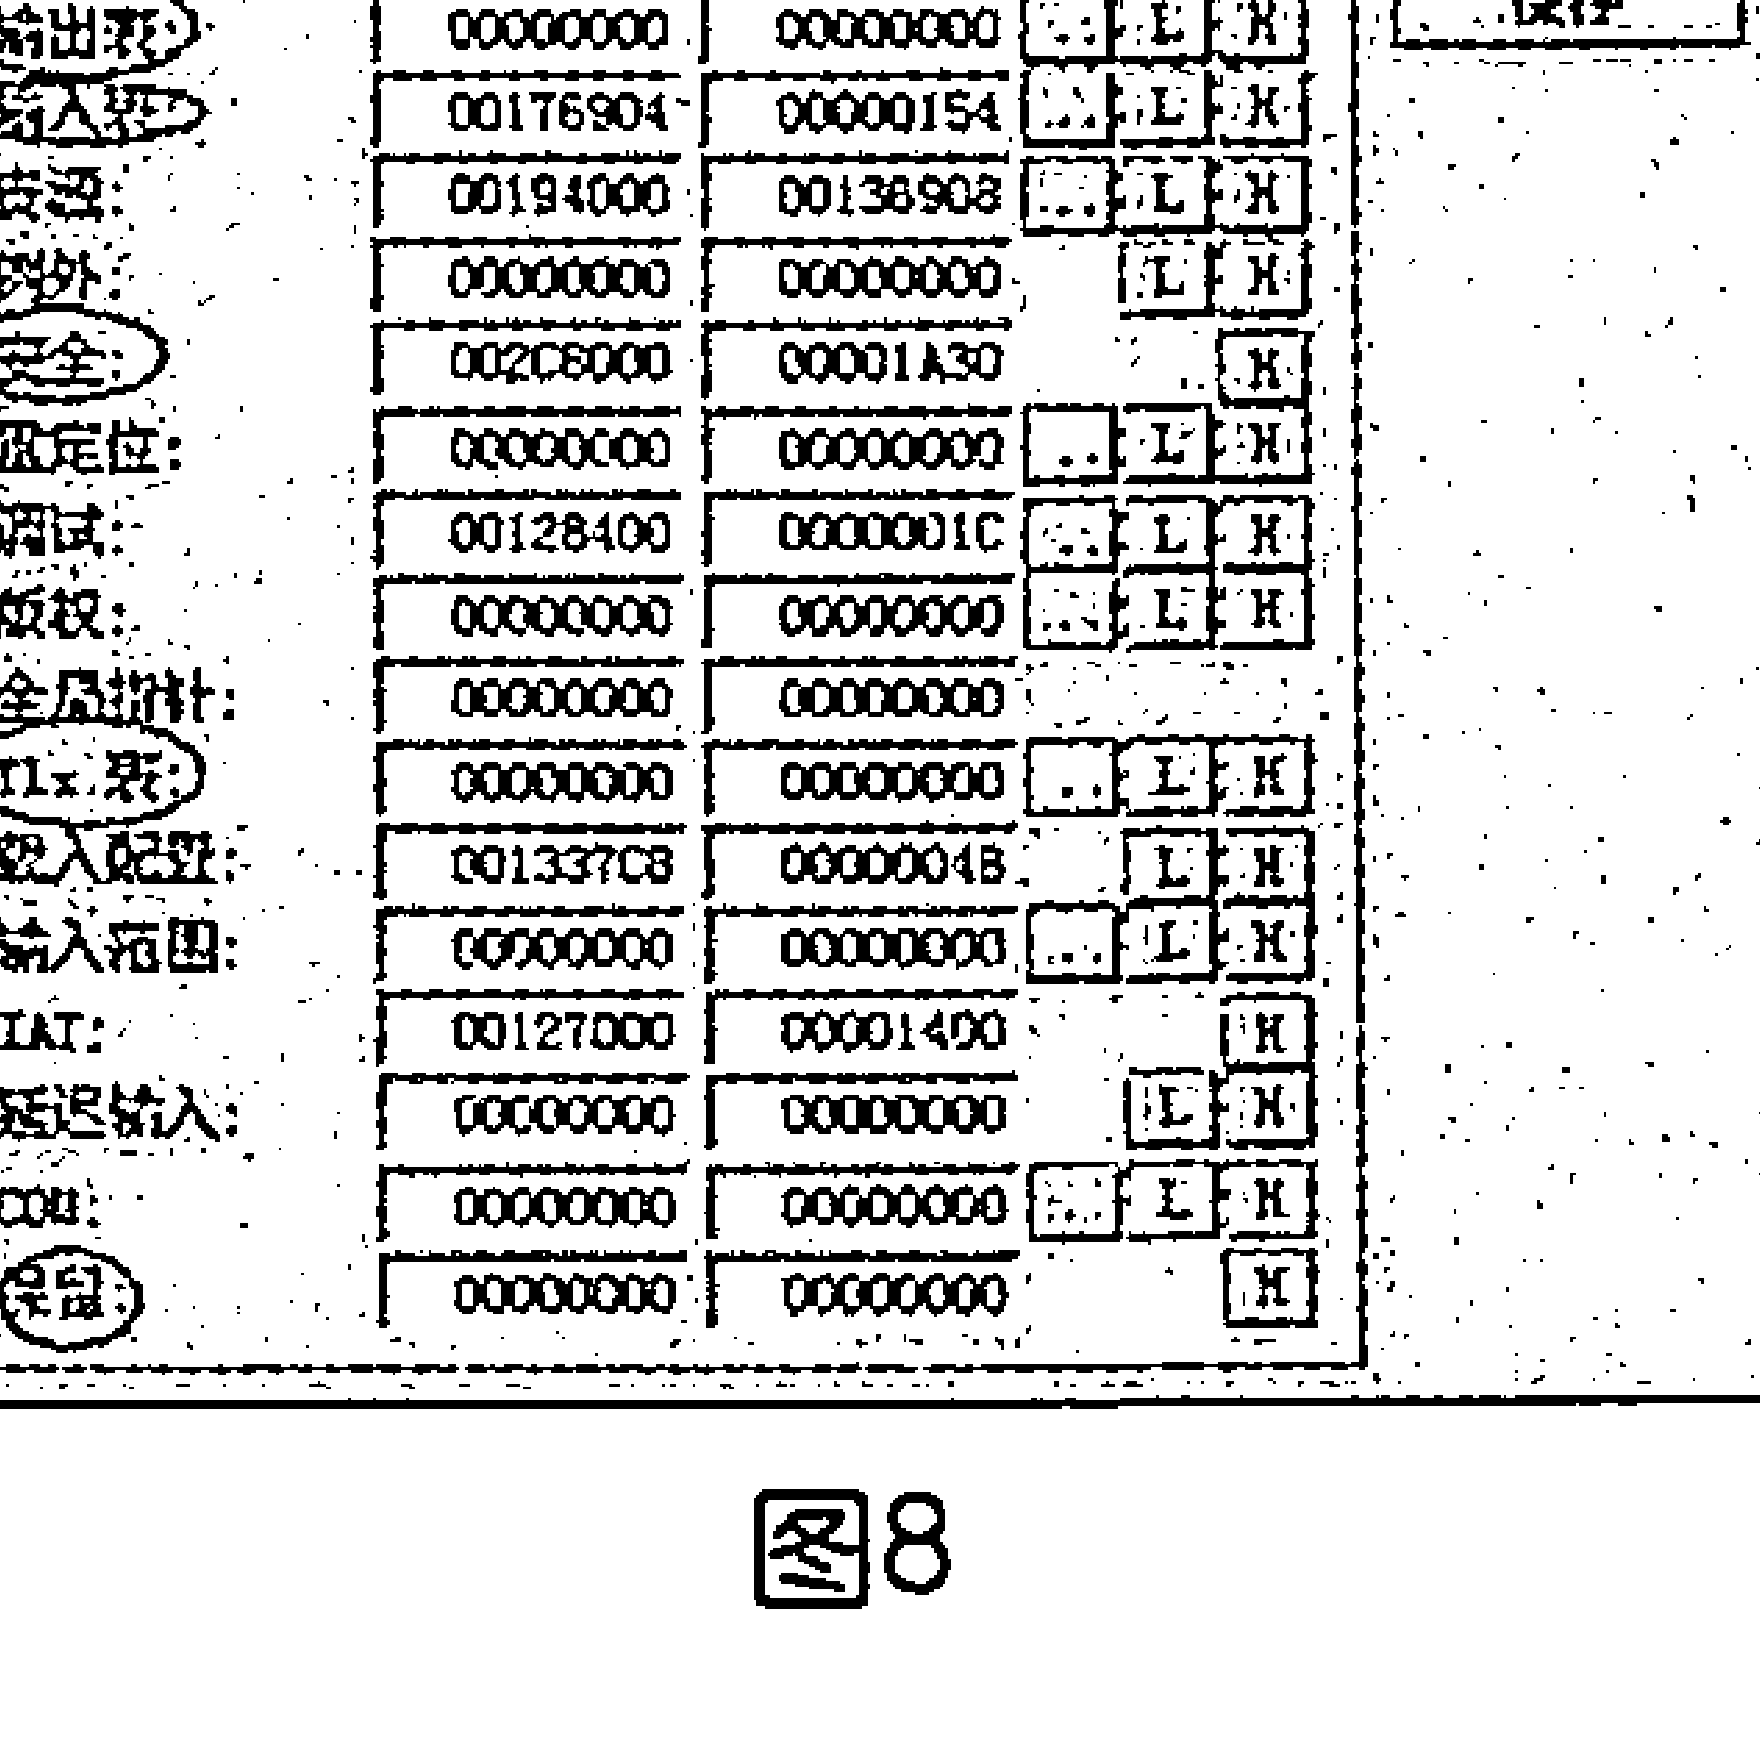 输出表: 00000000 00000000 .. L H
输入表: 00176904 00000154 ... L H
资源: 00194000 00136908 ... L H
例外: 00000000 00000000 L H
安全: 002C6000 00001A30 H
重定位: 00000000 00000000 .. L H
调试: 00128400 0000001C ... L H
版权: 00000000 00000000 ... L H
全局指针: 00000000 00000000
Tlx 表: 00000000 00000000 .. L H
载入配置: 001337C8 00000048 L H
输入范围: 00000000 00000000 ... L H
IAT: 00127000 00001400 H
延迟输入: 00000000 00000000 L H
COM: 00000000 00000000 ... L H
保留: 00000000 00000000 H
图8